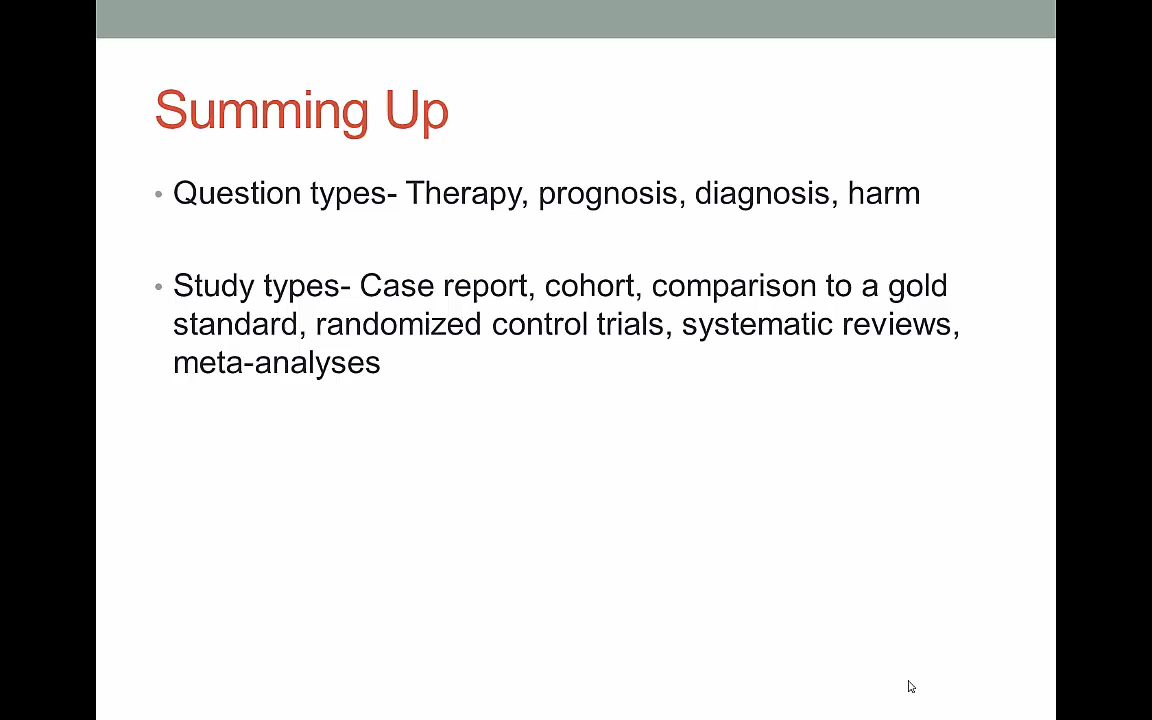 Summing Up
• Question types- Therapy, prognosis, diagnosis, harm
• Study types- Case report, cohort, comparison to a gold
standard, randomized control trials, systematic reviews,
meta-analyses